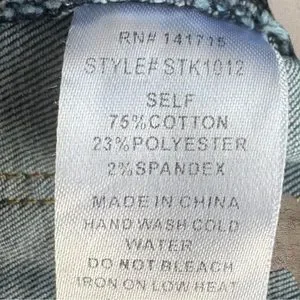 RN# 141715
STYLE# STK1012
SELF
75%COTTON
23%POLYESTER
2%SPANDEX
MADE IN CHINA
HAND WASH COLD
WATER
DO NOT BLEACH
IRON ON LOW HEAT